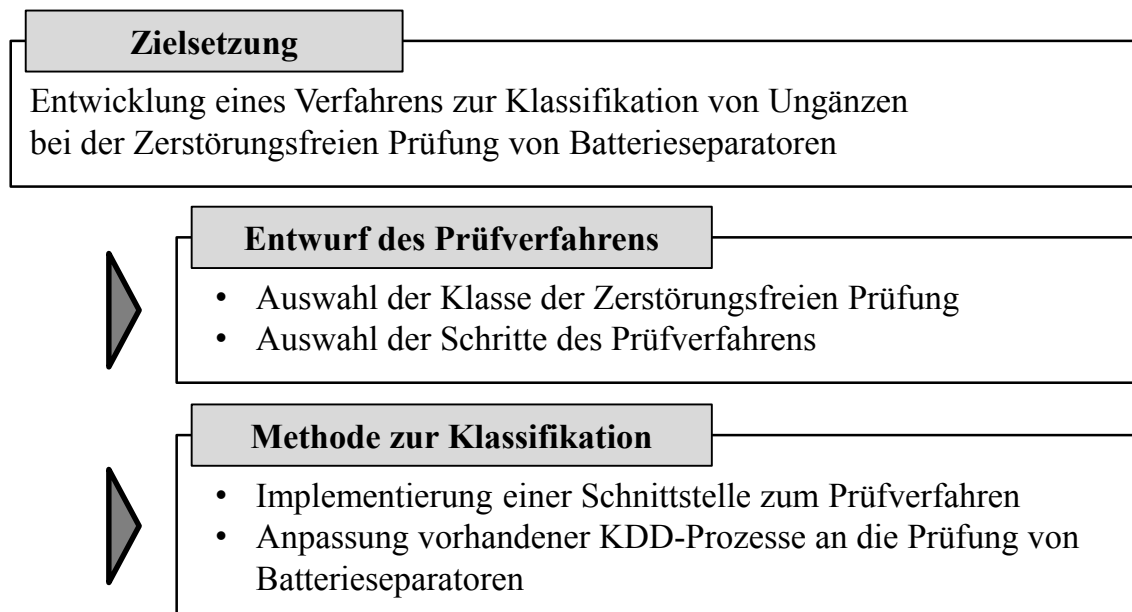 Zielsetzung
Entwicklung eines Verfahrens zur Klassifikation von Ungänzen
bei der Zerstörungsfreien Prüfung von Batterieseparatoren
Entwurf des Prüfverfahrens
• Auswahl der Klasse der Zerstörungsfreien Prüfung
• Auswahl der Schritte des Prüfverfahrens
Methode zur Klassifikation
• Implementierung einer Schnittstelle zum Prüfverfahren
• Anpassung vorhandener KDD-Prozesse an die Prüfung von
Batterieseparatoren